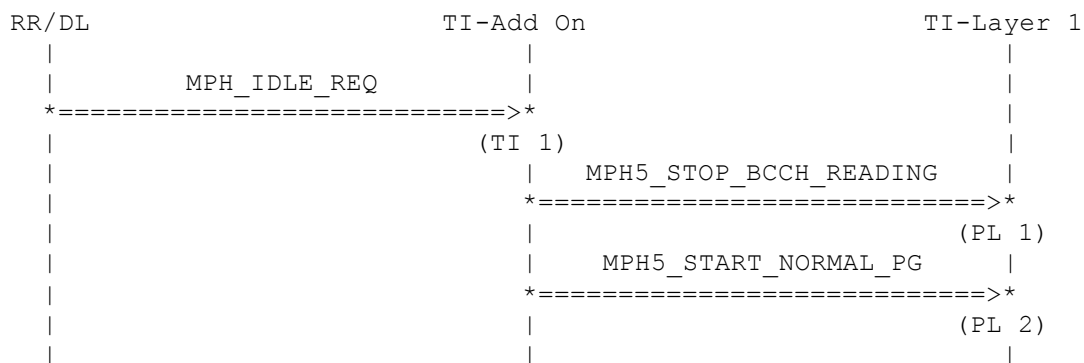 RR/DL TI-Add On TI-Layer 1
MPH_IDLE_REQ
(TI 1)
MPH5_STOP_BCCH_READING
(PL 1)
MPH5_START_NORMAL_PG
(PL 2)